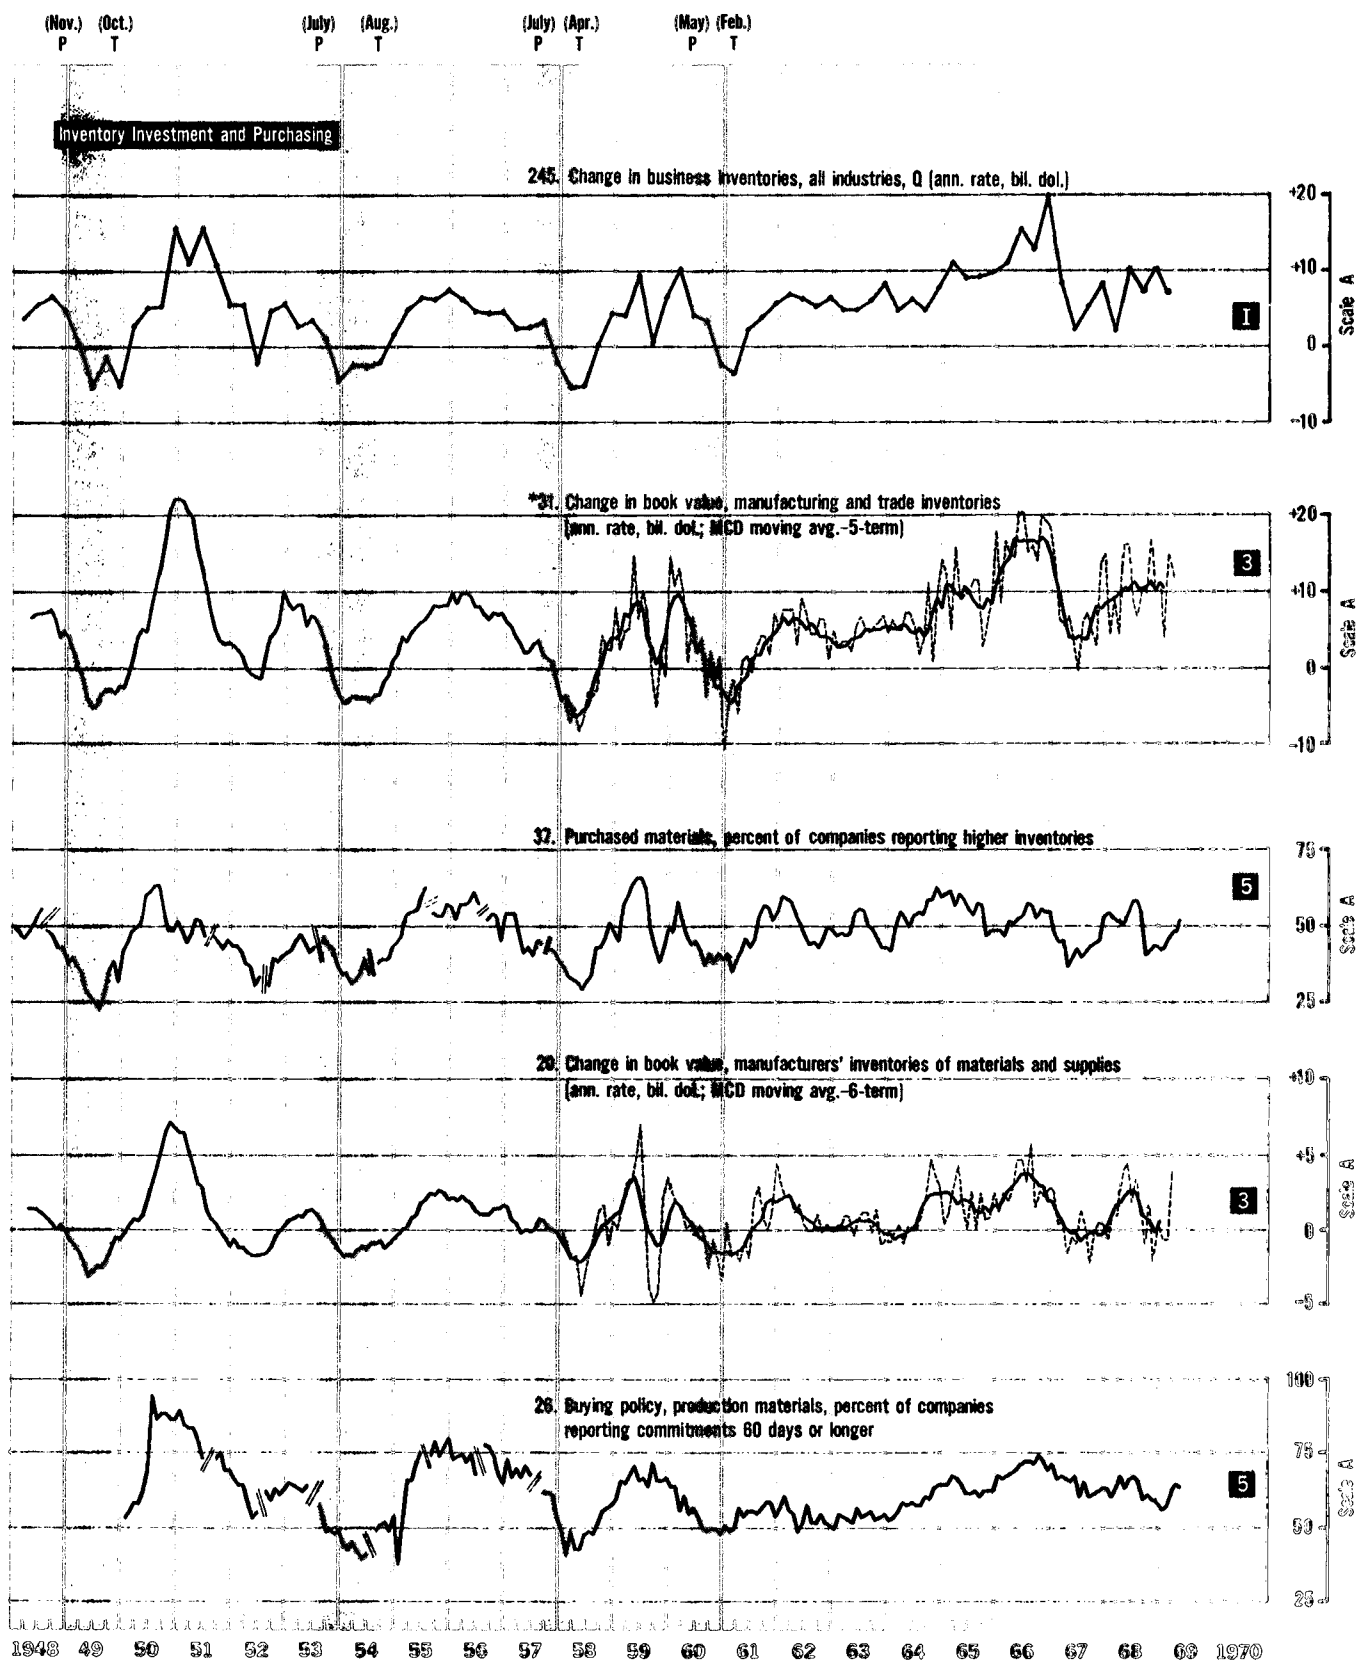 (Nov.) (Oct.) (July) (Aug.) (July) (Apr.) (May) (Feb.)
P T P T P T P T
Inventory Investment and Purchasing
245. Change in business inventories, all industries, Q (ann. rate, bil. dol.)
+20
+10
0
-10
Scale A
I
*31. Change in book value, manufacturing and trade inventories
(ann. rate, bil. dol.; MCD moving avg.-5-term)
+20
+10
0
-10
Scale A
3
37. Purchased materials, percent of companies reporting higher inventories
75
50
25
Scale A
5
20. Change in book value, manufacturers' inventories of materials and supplies
(ann. rate, bil. dol.; MCD moving avg.-6-term)
+10
+5
0
-5
Scale A
3
26. Buying policy, production materials, percent of companies
reporting commitments 60 days or longer
100
75
50
25
Scale A
5
1948 49 50 51 52 53 54 55 56 57 58 59 60 61 62 63 64 65 66 67 68 69 1970